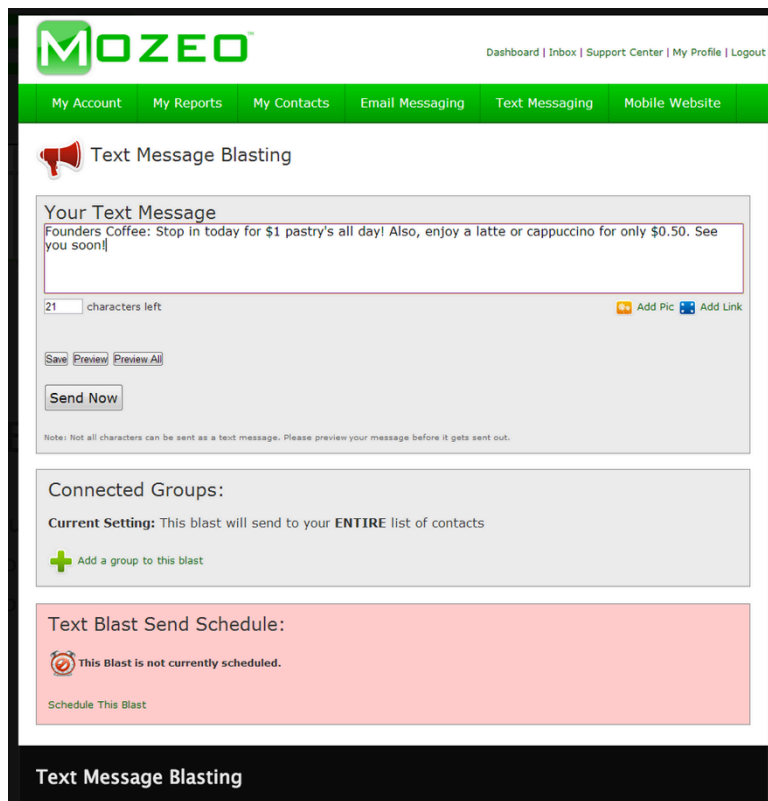 MOZEO™
Dashboard | Inbox | Support Center | My Profile | Logout
My Account My Reports My Contacts Email Messaging Text Messaging Mobile Website
Text Message Blasting
Your Text Message
Founders Coffee: Stop in today for $1 pastry's all day! Also, enjoy a latte or cappuccino for only $0.50. See
you soon!
21 characters left
Add Pic Add Link
Save Preview Preview All
Send Now
Note: Not all characters can be sent as a text message. Please preview your message before it gets sent out.
Connected Groups:
Current Setting: This blast will send to your ENTIRE list of contacts
Add a group to this blast
Text Blast Send Schedule:
This Blast is not currently scheduled.
Schedule This Blast
Text Message Blasting